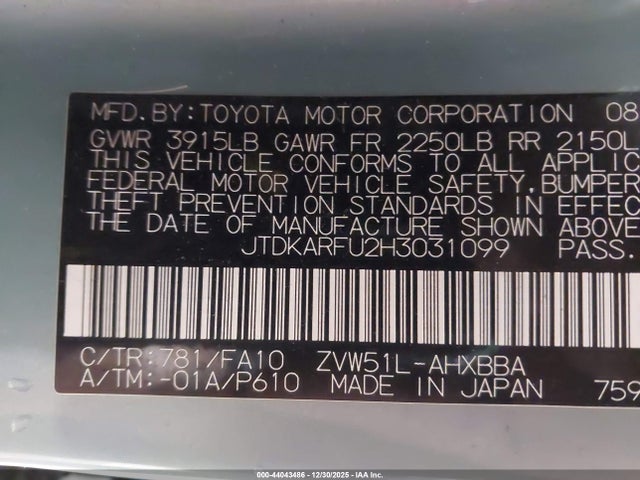 MFD.BY:TOYOTA MOTOR CORPORATION 08
GVWR 3915LB GAWR FR 2250LB RR 2150L
THIS VEHICLE CONFORMS TO ALL APPLIC
FEDERAL MOTOR VEHICLE SAFETY.BUMPER
THEFT PREVENTION STANDARDS IN EFFEC
THE DATE OF MANUFACTURE SHOWN ABOVE
JTDKARFU2H3031099 PASS.
C/TR:781/FA10 ZVW51L-AHXBBA
A/TM:-01A/P610 MADE IN JAPAN 759
000-44043486 - 12/30/2025 - IAA Inc.